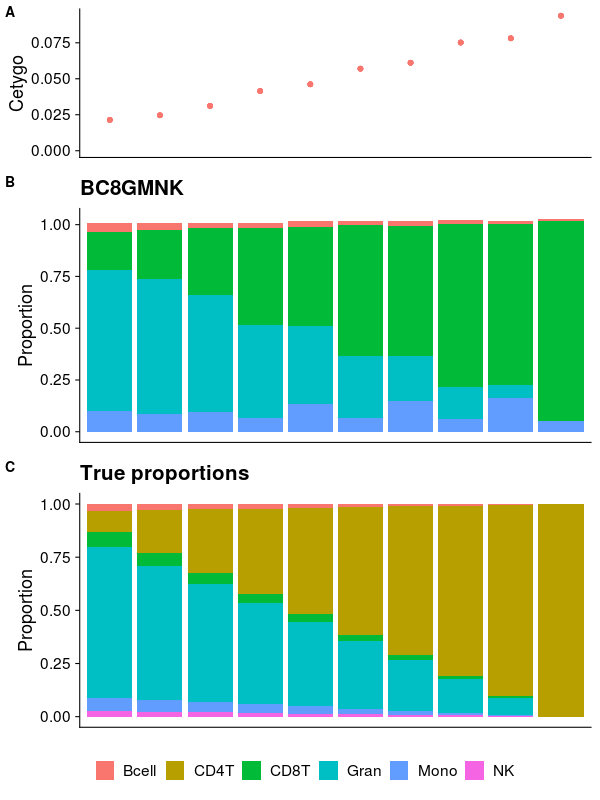 A
Cetygo
0.075
0.050
0.025
0.000
B
BC8GMNK
Proportion
1.00
0.75
0.50
0.25
0.00
C
True proportions
Proportion
1.00
0.75
0.50
0.25
0.00
Bcell CD4T CD8T Gran Mono NK